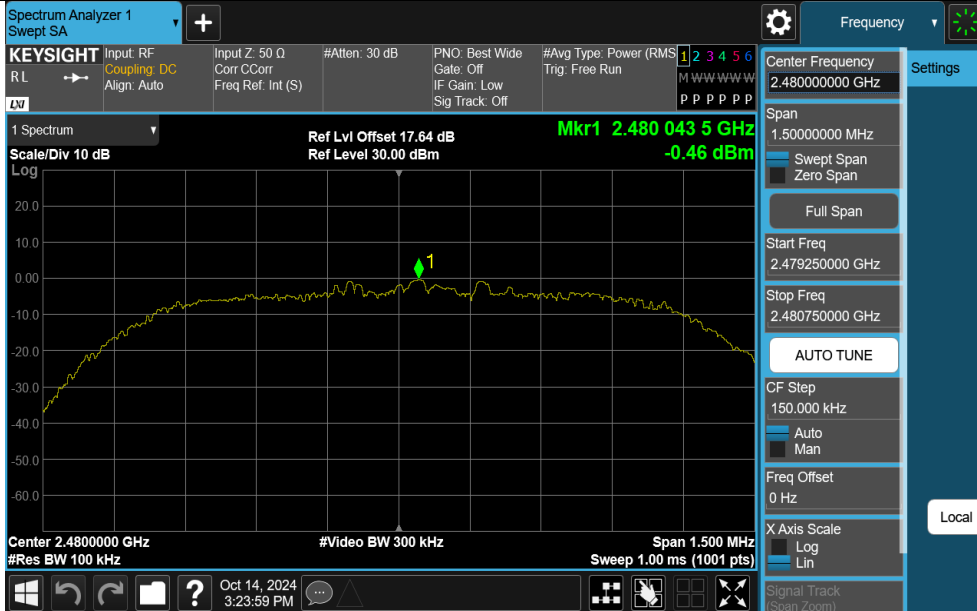 Spectrum Analyzer 1
Swept SA
Frequency
KEYSIGHT
RL
LXI
Input: RF
Coupling: DC
Align: Auto
Input Z: 50 Ω
Corr CCorr
Freq Ref: Int (S)
#Atten: 30 dB
PNO: Best Wide
Gate: Off
IF Gain: Low
Sig Track: Off
#Avg Type: Power (RMS
Trig: Free Run
1 2 3 4 5 6
M W W W W W
P P P P P P
1 Spectrum
Scale/Div 10 dB
Log
Ref Lvl Offset 17.64 dB
Ref Level 30.00 dBm
Mkr1 2.480 043 5 GHz
-0.46 dBm
20.0
10.0
0.00
-10.0
-20.0
-30.0
-40.0
-50.0
-60.0
1
Center 2.4800000 GHz
#Res BW 100 kHz
#Video BW 300 kHz
Span 1.500 MHz
Sweep 1.00 ms (1001 pts)
Oct 14, 2024
3:23:59 PM
Center Frequency
2.480000000 GHz
Span
1.50000000 MHz
Swept Span
Zero Span
Full Span
Start Freq
2.479250000 GHz
Stop Freq
2.480750000 GHz
AUTO TUNE
CF Step
150.000 kHz
Auto
Man
Freq Offset
0 Hz
X Axis Scale
Log
Lin
Signal Track
(Span Zoom)
Settings
Local